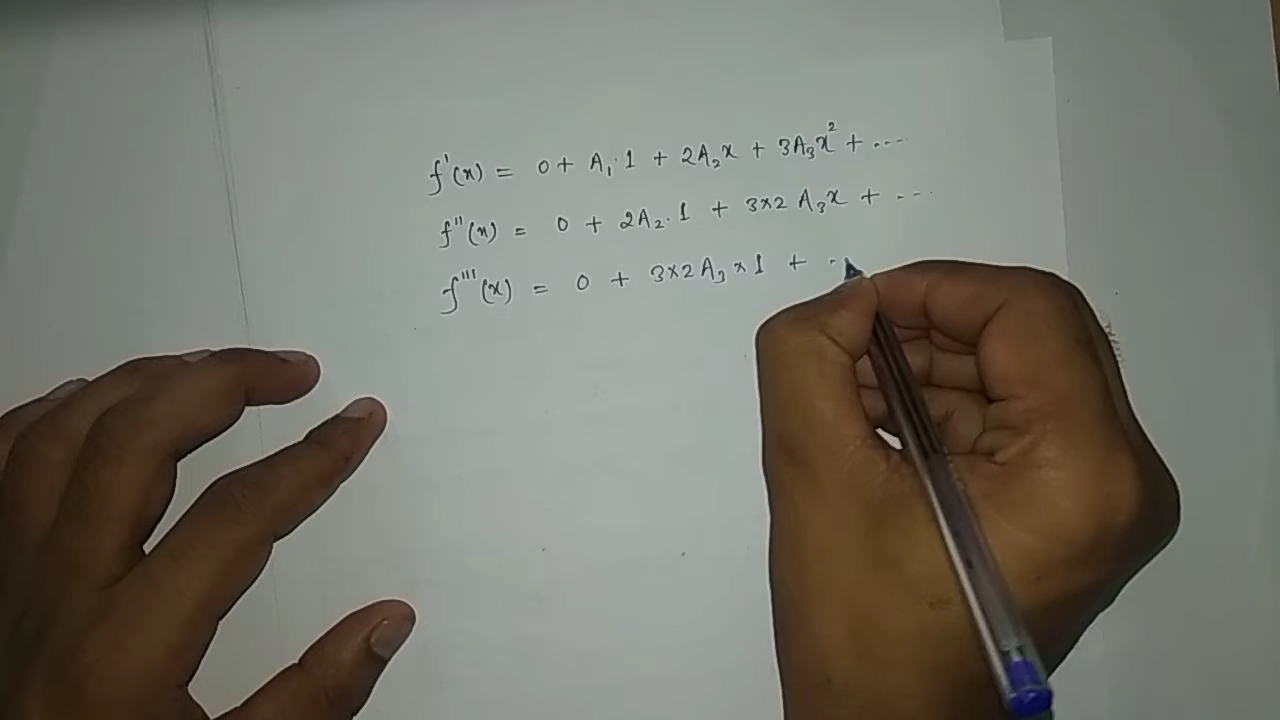 f'(x) = 0 + A₁·1 + 2A₂x + 3A₃x² + ....
f''(x) = 0 + 2A₂·1 + 3×2 A₃x + ....
f'''(x) = 0 + 3×2 A₃ × 1 + ..